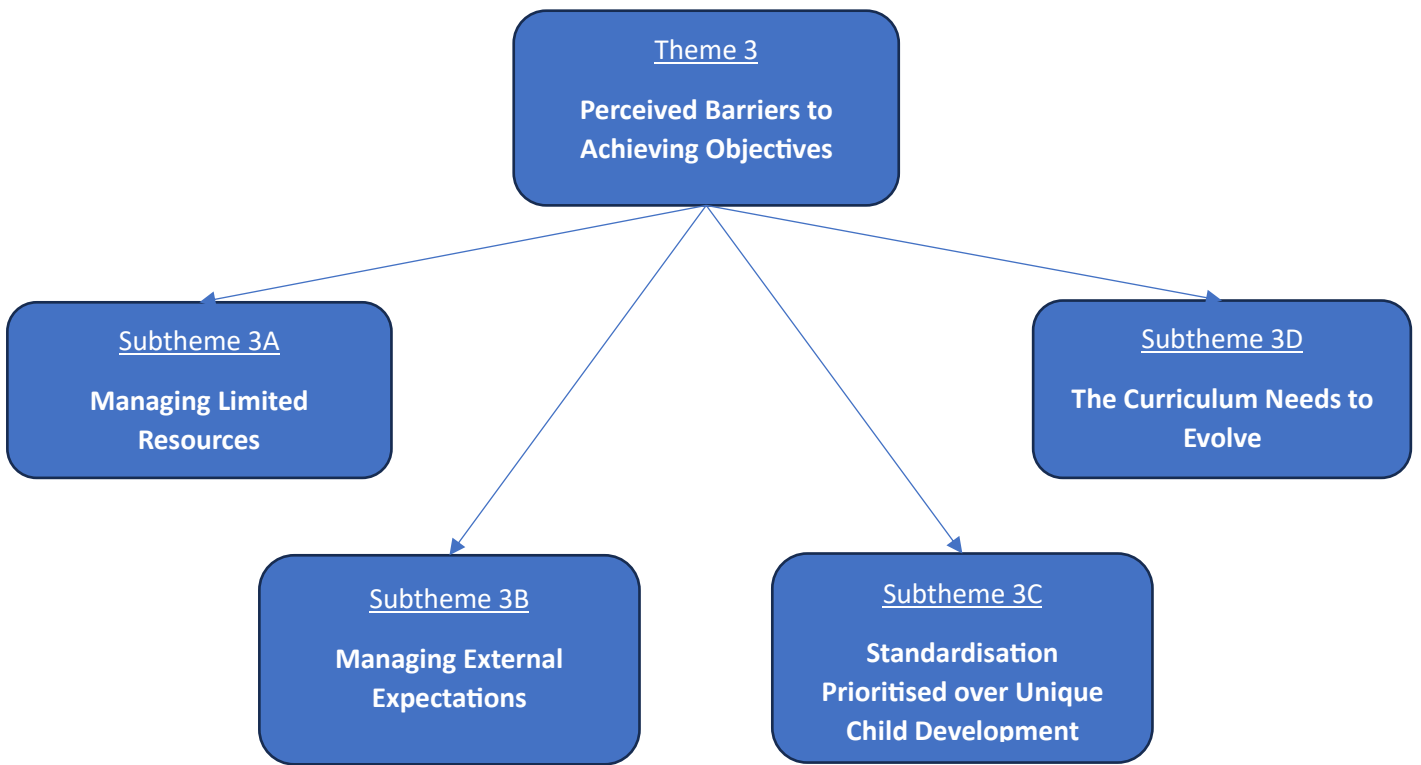 Theme 3
Perceived Barriers to
Achieving Objectives
Subtheme 3A
Managing Limited
Resources
Subtheme 3B
Managing External
Expectations
Subtheme 3C
Standardisation
Prioritised over Unique
Child Development
Subtheme 3D
The Curriculum Needs to
Evolve